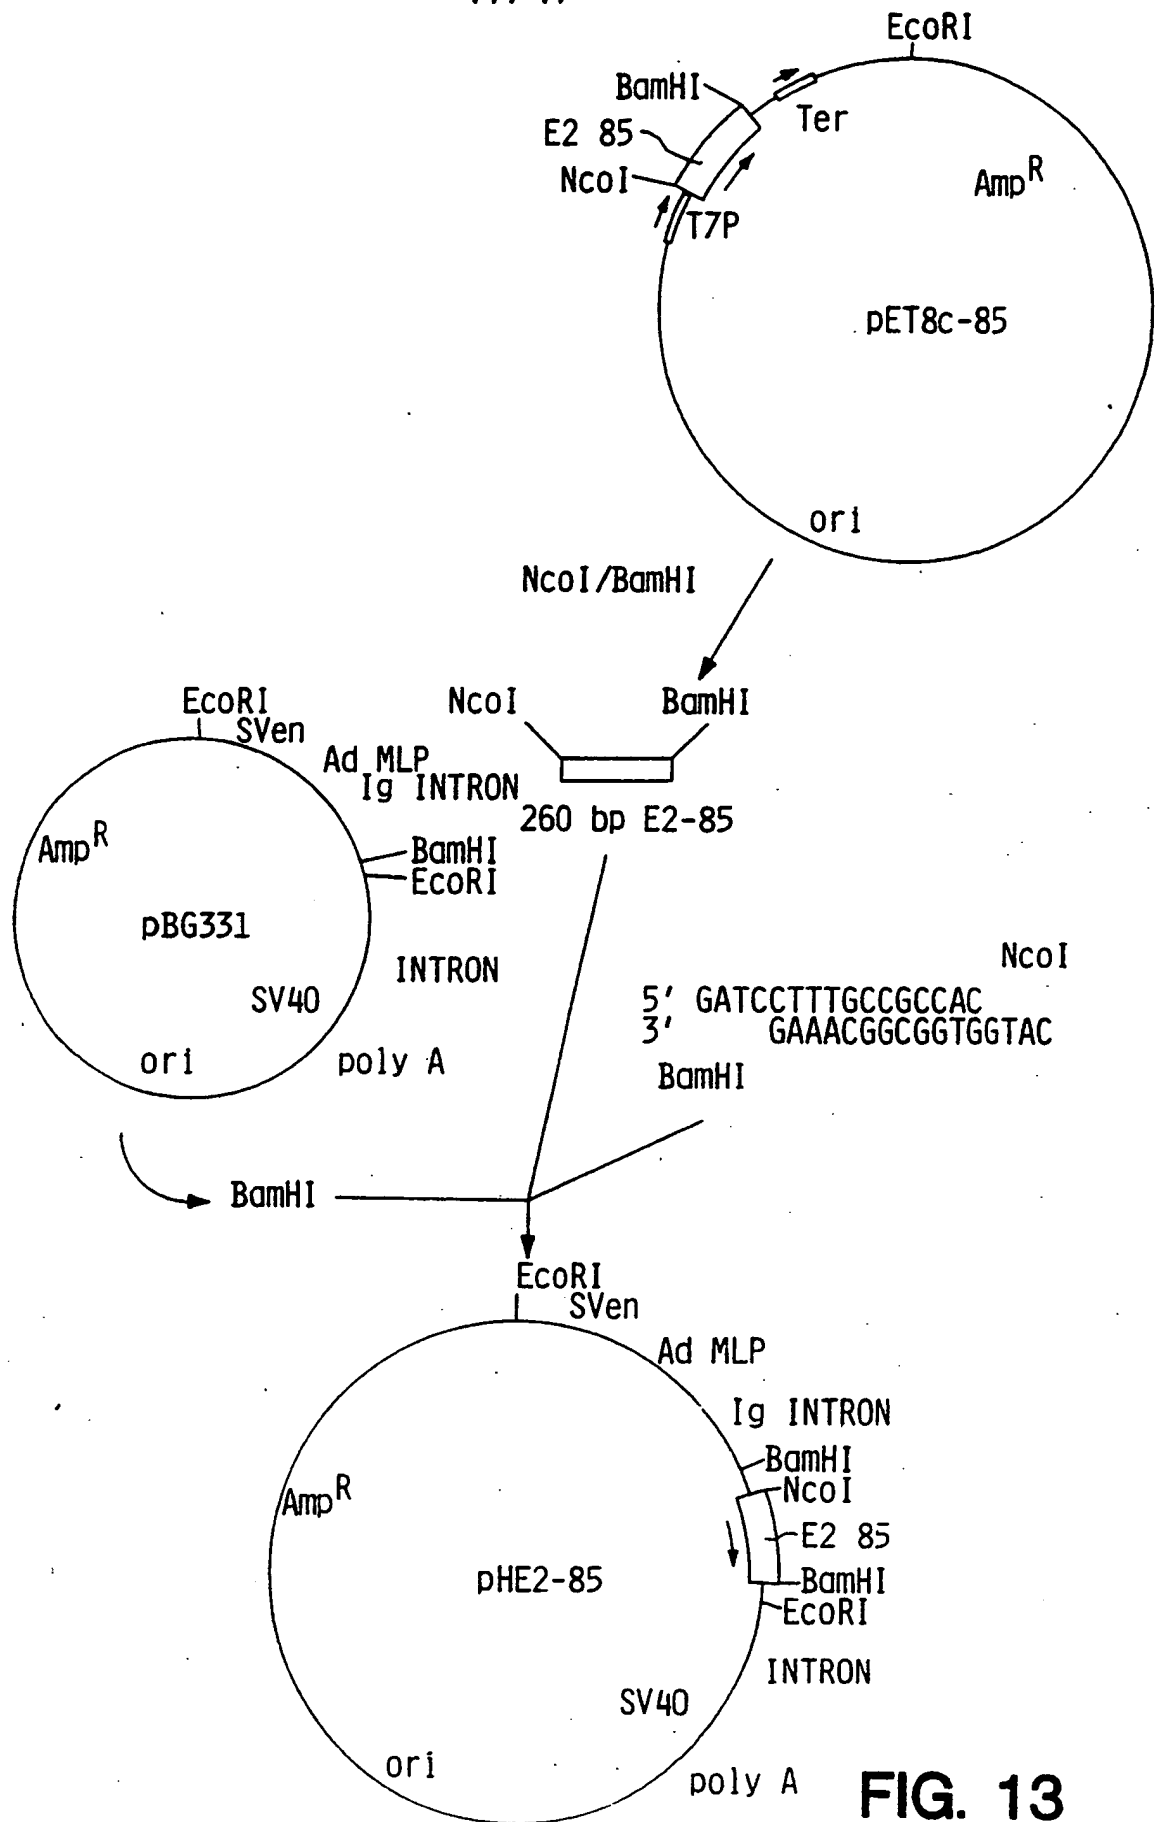 EcoRI
BamHI
E2 85
NcoI
Ter
T7P
Amp^R
pET8c-85
ori
NcoI/BamHI
NcoI
BamHI
260 bp E2-85
EcoRI
SVen
Ad MLP
Ig INTRON
Amp^R
BamHI
EcoRI
pBG331
INTRON
SV40
ori
poly A
NcoI
5' GATCCTTTGCCGCCAC
3' GAAACGGCGGTGGTAC
BamHI
BamHI
EcoRI
SVen
Ad MLP
Ig INTRON
BamHI
NcoI
Amp^R
E2 85
pHE2-85
BamHI
EcoRI
INTRON
SV40
ori
poly A
FIG. 13